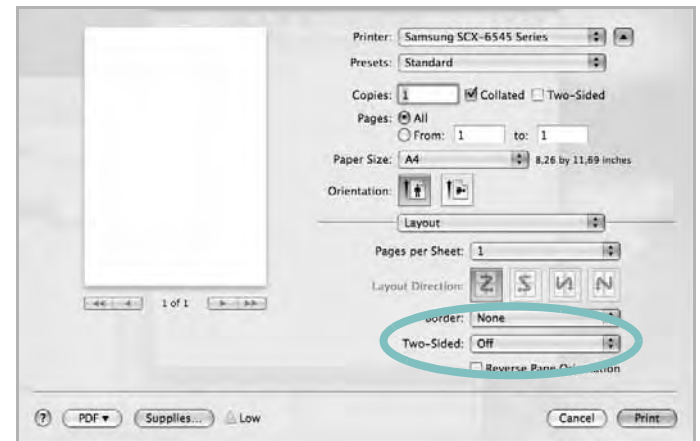 Printer: Samsung SCX-6545 Series
Presets: Standard
Copies: 1 Collated Two-Sided
Pages: All
From: 1 to: 1
Paper Size: A4 8,26 by 11,69 inches
Orientation:
Layout
Pages per Sheet: 1
Layout Direction:
1 of 1
Border: None
Two-Sided: Off
Reverse Page Orientation
? PDF Supplies... Low Cancel Print